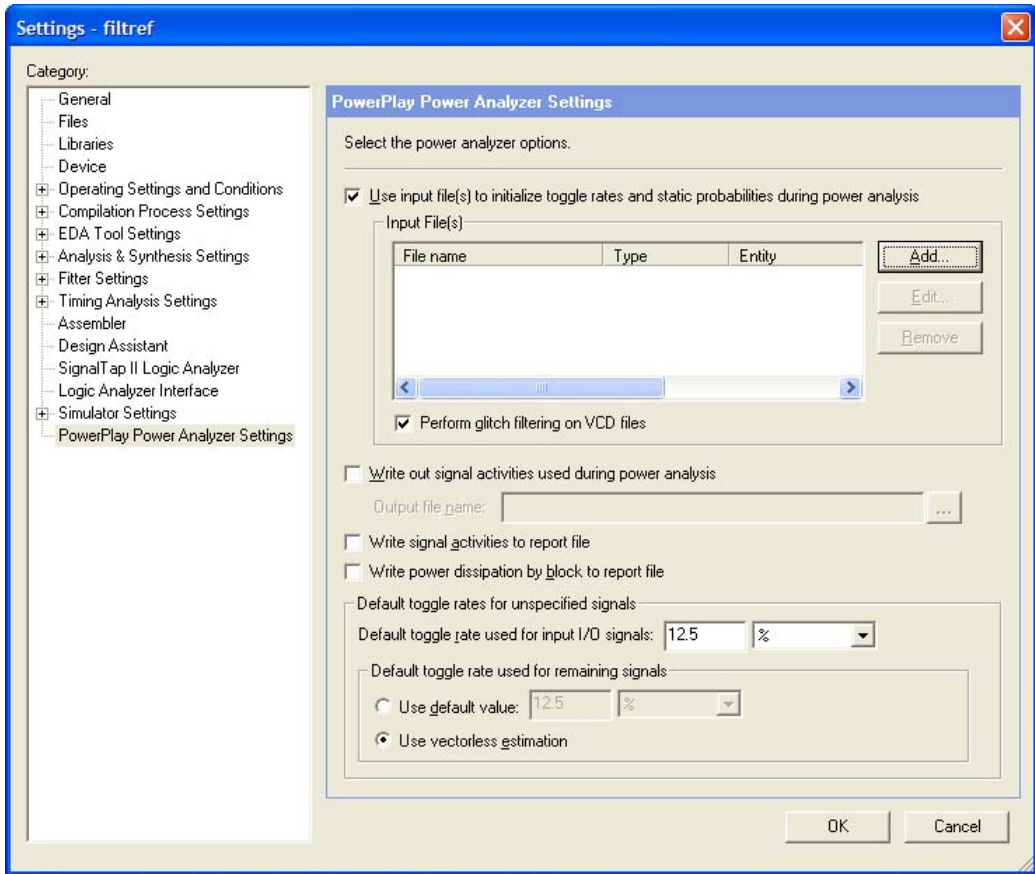 Settings - filtref
Category:
General
Files
Libraries
Device
Operating Settings and Conditions
Compilation Process Settings
EDA Tool Settings
Analysis & Synthesis Settings
Fitter Settings
Timing Analysis Settings
Assembler
Design Assistant
SignalTap II Logic Analyzer
Logic Analyzer Interface
Simulator Settings
PowerPlay Power Analyzer Settings
PowerPlay Power Analyzer Settings
Select the power analyzer options.
Use input file(s) to initialize toggle rates and static probabilities during power analysis
Input File(s)
File name Type Entity
Add...
Edit...
Remove
Perform glitch filtering on VCD files
Write out signal activities used during power analysis
Output file name: ...
Write signal activities to report file
Write power dissipation by block to report file
Default toggle rates for unspecified signals
Default toggle rate used for input I/O signals: 12.5 %
Default toggle rate used for remaining signals
Use default value: 12.5 %
Use vectorless estimation
OK Cancel